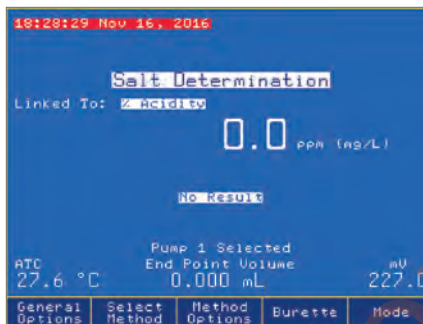 18:28:29 Nov 16, 2016
Salt Determination
Linked To: % Acidity
0.0 ppm (mg/L)
No Result
Pump 1 Selected
ATC End Point Volume mV
27.6 °C 0.000 mL 227.0
General Options Select Method Method Options Burette Mode